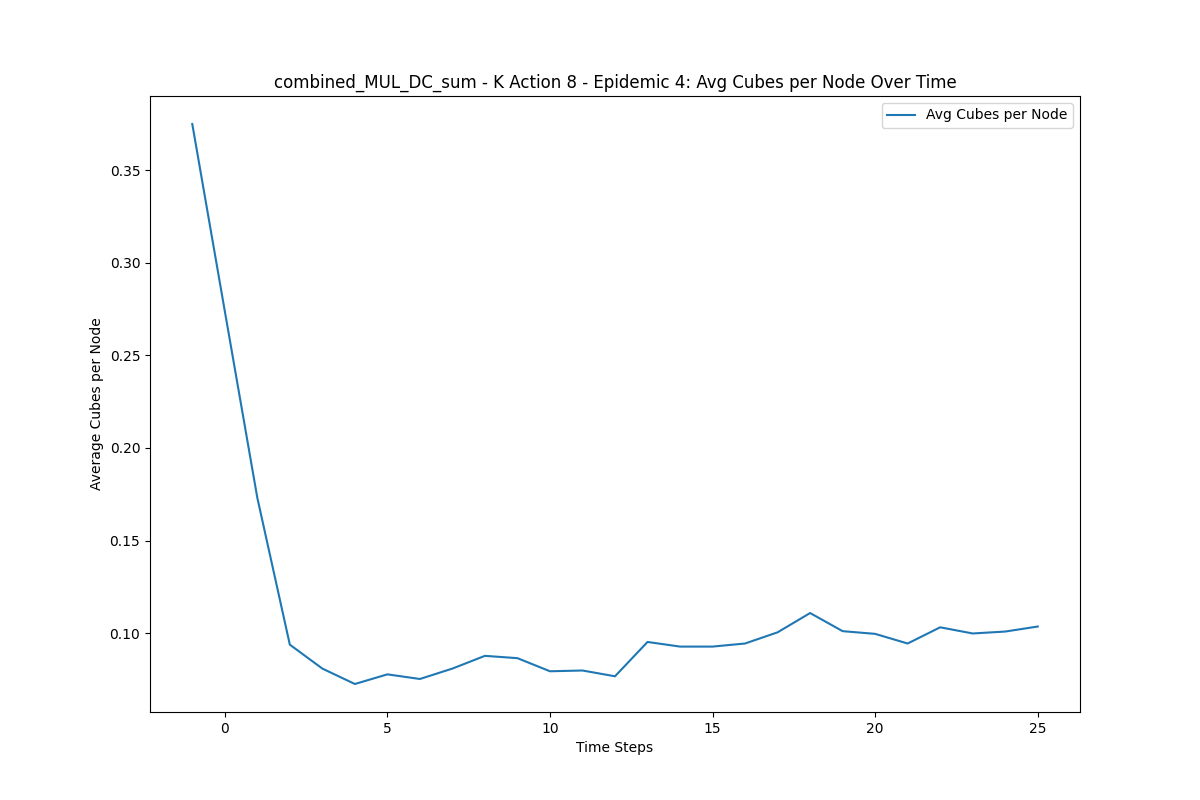 combined_MUL_DC_sum - K Action 8 - Epidemic 4: Avg Cubes per Node Over Time
Avg Cubes per Node
Average Cubes per Node
0.35
0.30
0.25
0.20
0.15
0.10
0 5 10 15 20 25
Time Steps